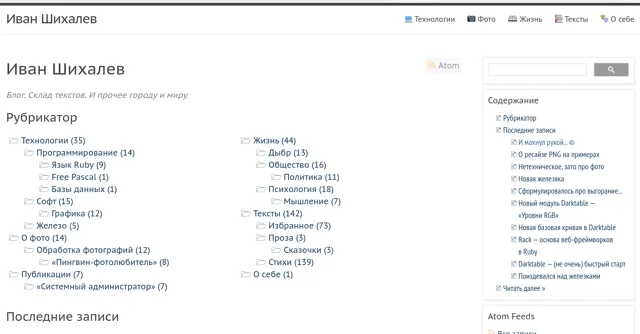 Иван Шихалев
Технологии
Фото
Жизнь
Тексты
О себе
Иван Шихалев
Atom
Блог. Склад текстов. И прочее городу и миру.
Рубрикатор
Технологии (35)
Программирование (14)
Язык Ruby (9)
Free Pascal (1)
Базы данных (1)
Софт (15)
Графика (12)
Железо (5)
О фото (14)
Обработка фотографий (12)
«Пингвин-фотолюбитель» (8)
Публикации (7)
«Системный администратор» (7)
Жизнь (44)
Дыбр (13)
Общество (16)
Политика (11)
Психология (18)
Мышление (7)
Тексты (142)
Избранное (73)
Проза (3)
Сказочки (3)
Стихи (139)
О себе (1)
Последние записи
Содержание
Рубрикатор
Последние записи
И махнул рукой... ©
О ресайзе PNG на примерах
Нетехническое, зато про фото
Новая железяка
Сформулировалось про выгорание...
Новый модуль Darktable —
«Уровни RGB»
Новая базовая кривая в Darktable
Rack — основа веб-фреймворков
в Ruby
Darktable — (не очень) быстрый старт
Поиздевался над железками
Читать далее »
Atom Feeds
Все записи